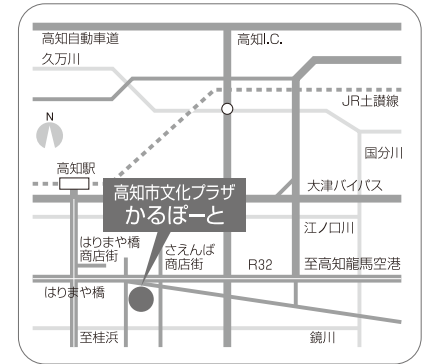 高知自動車道
高知I.C.
久万川
JR土讃線
N
国分川
高知駅
大津バイパス
高知市文化プラザ
かるぽーと
江ノ口川
はりまや橋
商店街
さえんば
商店街
R32
至高知龍馬空港
はりまや橋
至桂浜
鏡川